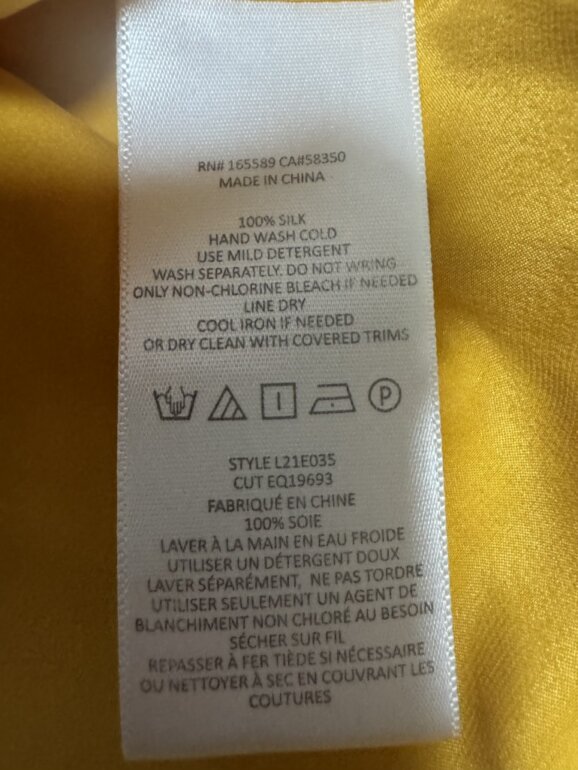 RN# 165589 CA#58350
MADE IN CHINA
100% SILK
HAND WASH COLD
USE MILD DETERGENT
WASH SEPARATELY. DO NOT WRING
ONLY NON-CHLORINE BLEACH IF NEEDED
LINE DRY
COOL IRON IF NEEDED
OR DRY CLEAN WITH COVERED TRIMS
P
STYLE L21E035
CUT EQ19693
FABRIQUÉ EN CHINE
100% SOIE
LAVER À LA MAIN EN EAU FROIDE
UTILISER UN DÉTERGENT DOUX
LAVER SÉPARÉMENT, NE PAS TORDRE
UTILISER SEULEMENT UN AGENT DE
BLANCHIMENT NON CHLORÉ AU BESOIN
SÉCHER SUR FIL
REPASSER À FER TIÈDE SI NÉCESSAIRE
OU NETTOYER À SEC EN COUVRANT LES
COUTURES